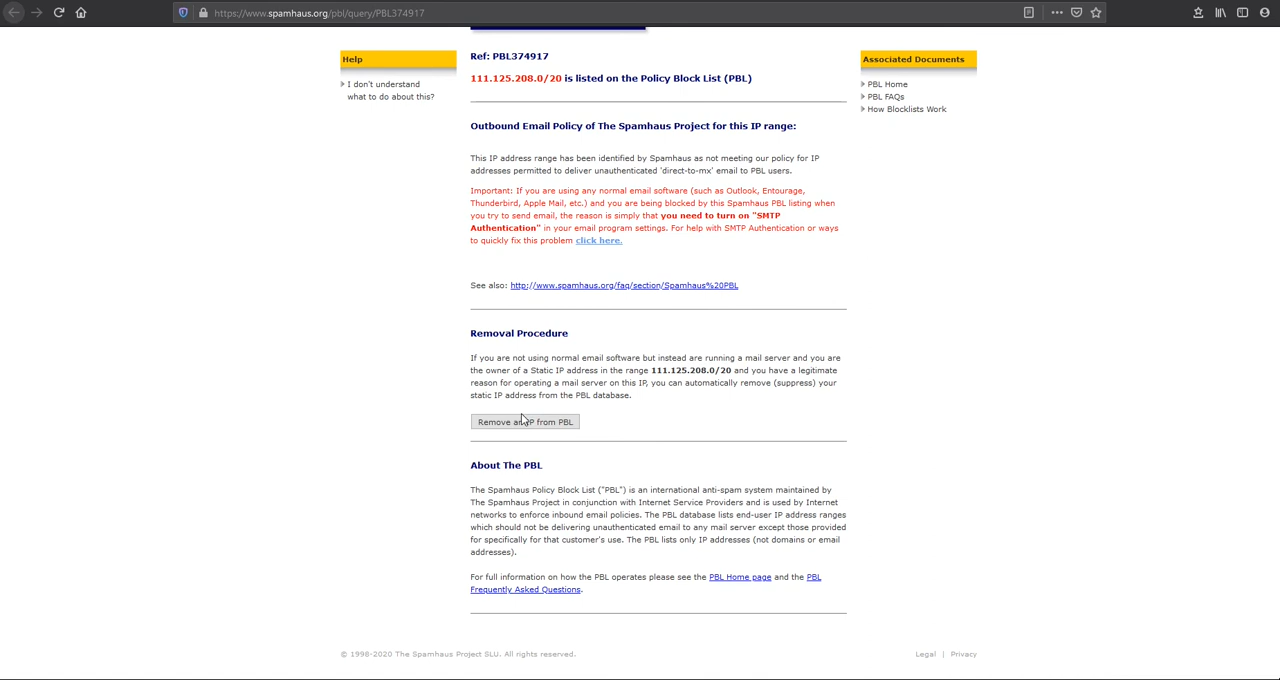 https://www.spamhaus.org/pbl/query/PBL374917
Help
I don't understand
what to do about this?
Ref: PBL374917
111.125.208.0/20 is listed on the Policy Block List (PBL)
Outbound Email Policy of The Spamhaus Project for this IP range:
This IP address range has been identified by Spamhaus as not meeting our policy for IP
addresses permitted to deliver unauthenticated 'direct-to-mx' email to PBL users.
Important: If you are using any normal email software (such as Outlook, Entourage,
Thunderbird, Apple Mail, etc.) and you are being blocked by this Spamhaus PBL listing when
you try to send email, the reason is simply that you need to turn on "SMTP
Authentication" in your email program settings. For help with SMTP Authentication or ways
to quickly fix this problem click here.
See also: http://www.spamhaus.org/faq/section/Spamhaus%20PBL
Removal Procedure
If you are not using normal email software but instead are running a mail server and you are
the owner of a Static IP address in the range 111.125.208.0/20 and you have a legitimate
reason for operating a mail server on this IP, you can automatically remove (suppress) your
static IP address from the PBL database.
Remove an IP from PBL
About The PBL
The Spamhaus Policy Block List ("PBL") is an international anti-spam system maintained by
The Spamhaus Project in conjunction with Internet Service Providers and is used by Internet
networks to enforce inbound email policies. The PBL database lists end-user IP address ranges
which should not be delivering unauthenticated email to any mail server except those provided
for specifically for that customer's use. The PBL lists only IP addresses (not domains or email
addresses).
For full information on how the PBL operates please see the PBL Home page and the PBL
Frequently Asked Questions.
Associated Documents
PBL Home
PBL FAQs
How Blocklists Work
© 1998-2020 The Spamhaus Project SLU. All rights reserved.
Legal | Privacy